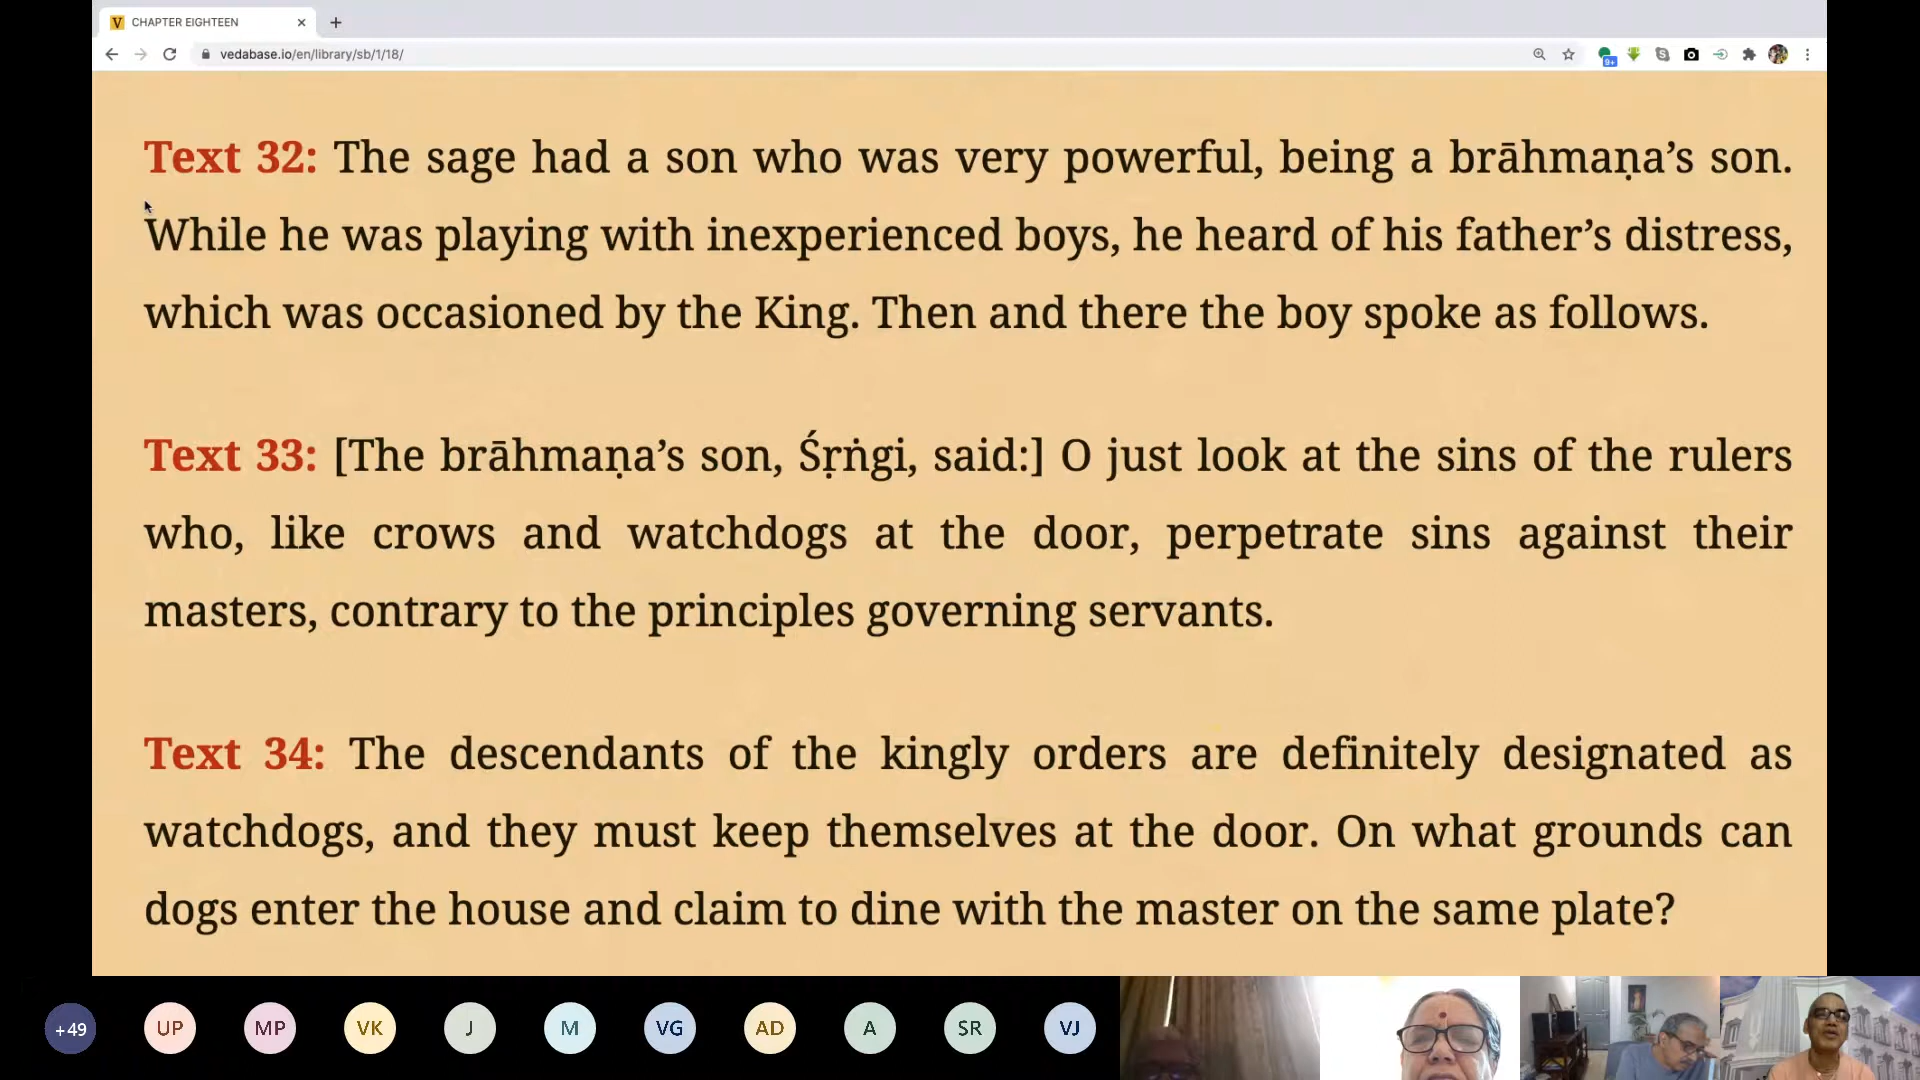 CHAPTER EIGHTEEN
vedabase.io/en/library/sb/1/18/
9+
Text 32: The sage had a son who was very powerful, being a brāhmaṇa’s son.
While he was playing with inexperienced boys, he heard of his father’s distress,
which was occasioned by the King. Then and there the boy spoke as follows.
Text 33: [The brāhmaṇa’s son, Śṛṅgi, said:] O just look at the sins of the rulers
who, like crows and watchdogs at the door, perpetrate sins against their
masters, contrary to the principles governing servants.
Text 34: The descendants of the kingly orders are definitely designated as
watchdogs, and they must keep themselves at the door. On what grounds can
dogs enter the house and claim to dine with the master on the same plate?
+49 UP MP VK J M VG AD A SR VJ